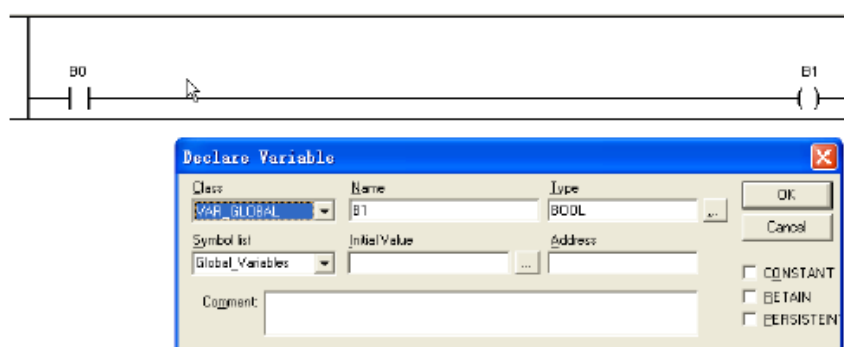 B0
B1
Declare Variable
Class
Name
Type
VAR_GLOBAL
B1
BOOL
...
OK
Cancel
Symbol list
Initial Value
Address
Global_Variables
...
CONSTANT
RETAIN
PERSISTENT
Comment: